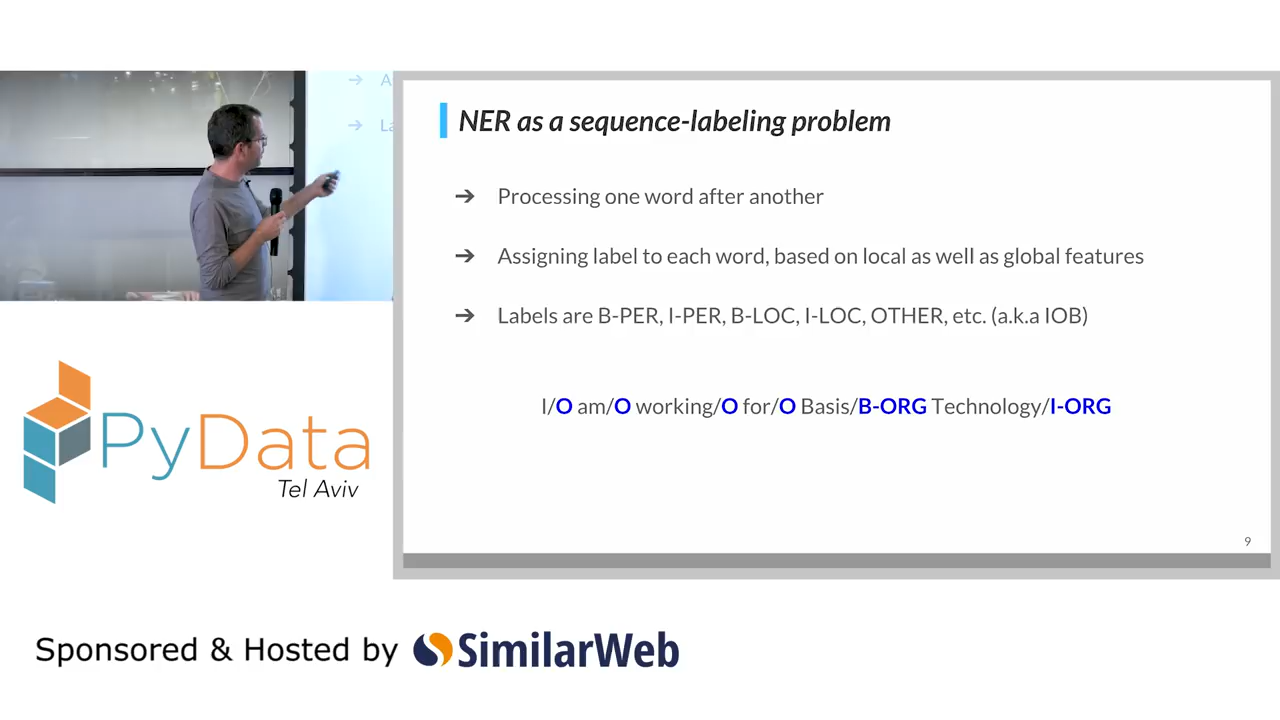 A
La
NER as a sequence-labeling problem
➔ Processing one word after another
➔ Assigning label to each word, based on local as well as global features
➔ Labels are B-PER, I-PER, B-LOC, I-LOC, OTHER, etc. (a.k.a IOB)
I/O am/O working/O for/O Basis/B-ORG Technology/I-ORG
9
PyData
Tel Aviv
Sponsored & Hosted by SimilarWeb